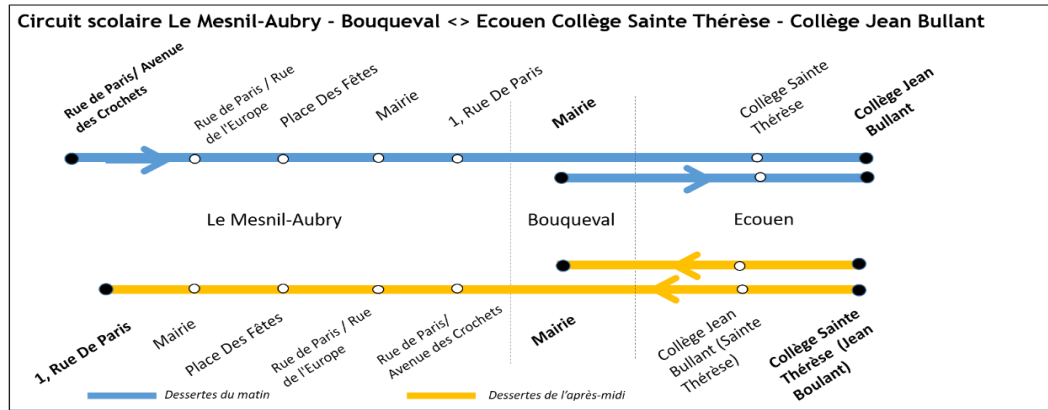 Circuit scolaire Le Mesnil-Aubry - Bouqueval <> Ecouen Collège Sainte Thérèse - Collège Jean Bullant
Rue de Paris/ Avenue
des Crochets
Rue de Paris / Rue
de l'Europe
Place Des Fêtes
Mairie
1, Rue De Paris
Mairie
Collège Sainte
Thérèse
Collège Jean
Bullant
Le Mesnil-Aubry
Bouqueval
Ecouen
1, Rue De Paris
Mairie
Place Des Fêtes
Rue de Paris / Rue
de l'Europe
Rue de Paris/
Avenue des Crochets
Mairie
Collège Jean
Bullant (Sainte
Thérèse)
Collège Sainte
Thérèse (Jean
Boulant)
Dessertes du matin
Dessertes de l'après-midi